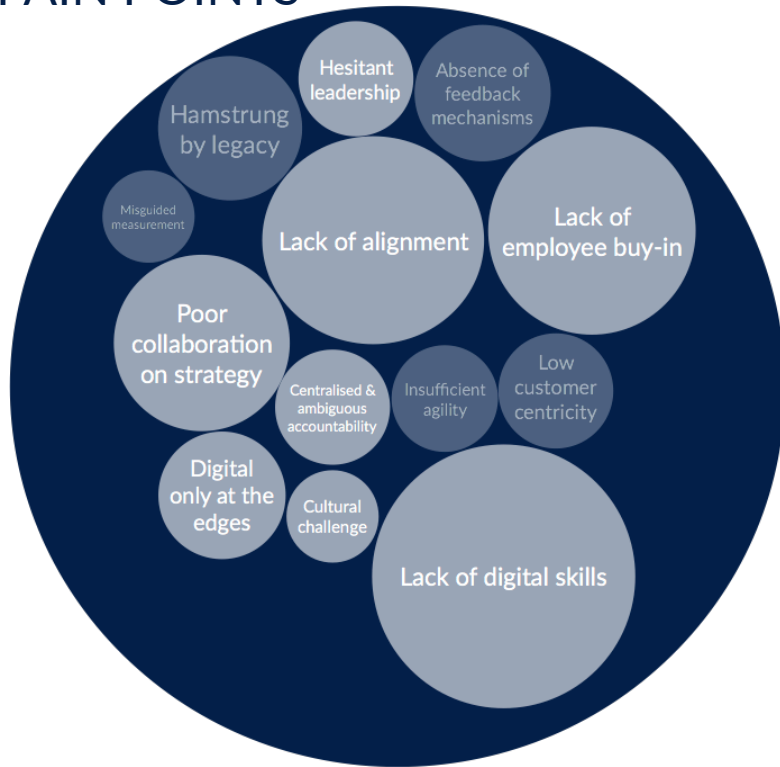 PAIN POINTS
Hesitant
leadership
Absence of
feedback
mechanisms
Hamstrung
by legacy
Misguided
measurement
Lack of alignment
Lack of
employee buy-in
Poor
collaboration
on strategy
Centralised &
ambiguous
accountability
Insufficient
agility
Low
customer
centricity
Digital
only at the
edges
Cultural
challenge
Lack of digital skills